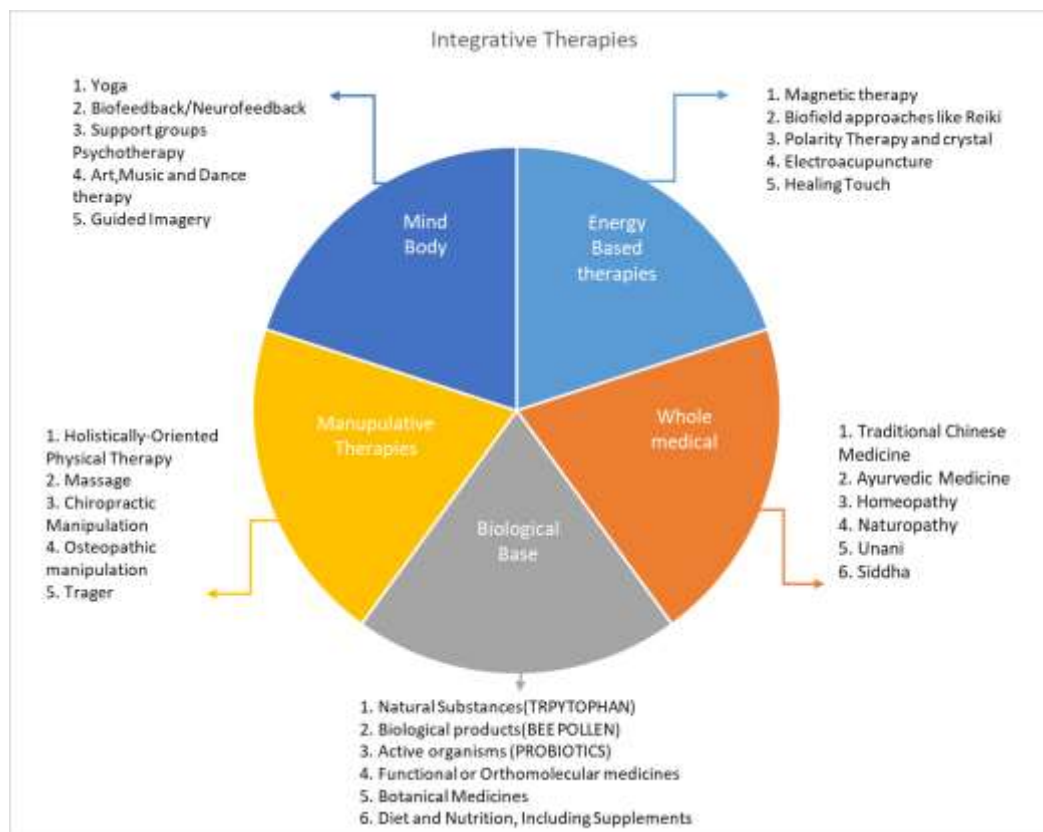 Integrative Therapies
1. Yoga
2. Biofeedback/Neurofeedback
3. Support groups
Psychotherapy
4. Art,Music and Dance
therapy
5. Guided Imagery
1. Magnetic therapy
2. Biofield approaches like Reiki
3. Polarity Therapy and crystal
4. Electroacupuncture
5. Healing Touch
Mind
Body
Energy
Based
therapies
Manupulative
Therapies
Whole
medical
Biological
Base
1. Holistically-Oriented
Physical Therapy
2. Massage
3. Chiropractic
Manipulation
4. Osteopathic
manipulation
5. Trager
1. Traditional Chinese
Medicine
2. Ayurvedic Medicine
3. Homeopathy
4. Naturopathy
5. Unani
6. Siddha
1. Natural Substances(TRPYTOPHAN)
2. Biological products(BEE POLLEN)
3. Active organisms (PROBIOTICS)
4. Functional or Orthomolecular medicines
5. Botanical Medicines
6. Diet and Nutrition, Including Supplements